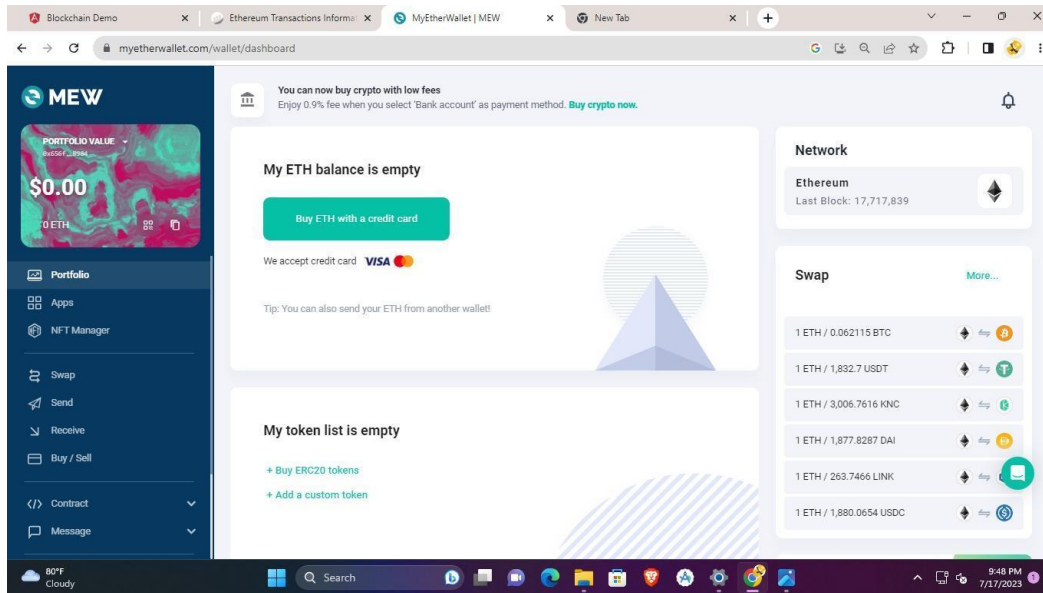 Blockchain Demo
Ethereum Transactions Informa
MyEtherWallet | MEW
New Tab
myetherwallet.com/wallet/dashboard
MEW
PORTFOLIO VALUE
$0.00
0 ETH
Portfolio
Apps
NFT Manager
Swap
Send
Receive
Buy / Sell
Contract
Message
You can now buy crypto with low fees
Enjoy 0.9% fee when you select 'Bank account' as payment method. Buy crypto now.
My ETH balance is empty
Buy ETH with a credit card
We accept credit card VISA
Tip: You can also send your ETH from another wallet!
My token list is empty
+ Buy ERC20 tokens
+ Add a custom token
Network
Ethereum
Last Block: 17,717,839
Swap
More...
1 ETH / 0.062115 BTC
1 ETH / 1,832.7 USDT
1 ETH / 3,006.7616 KNC
1 ETH / 1,877.8287 DAI
1 ETH / 263.7466 LINK
1 ETH / 1,880.0654 USDC
80°F
Cloudy
Search
9:48 PM
7/17/2023
1